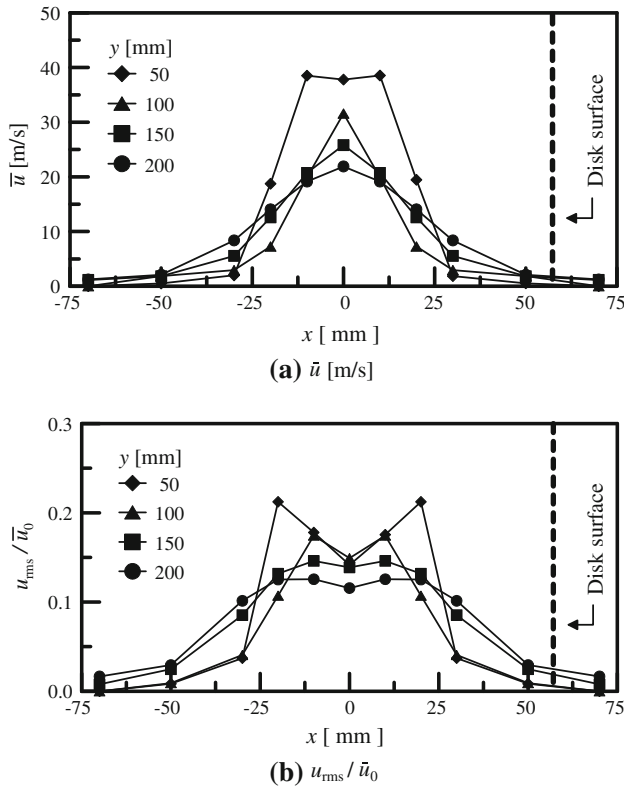 50
40
30
20
10
0
u̅ [m/s]
y [mm]
50
100
150
200
Disk surface
-75 -50 -25 0 25 50 75
x [ mm ]
(a) ū [m/s]
0.3
0.2
0.1
0.0
u_rms / u̅_0
y [mm]
50
100
150
200
Disk surface
-75 -50 -25 0 25 50 75
x [ mm ]
(b) u_rms / ū_0